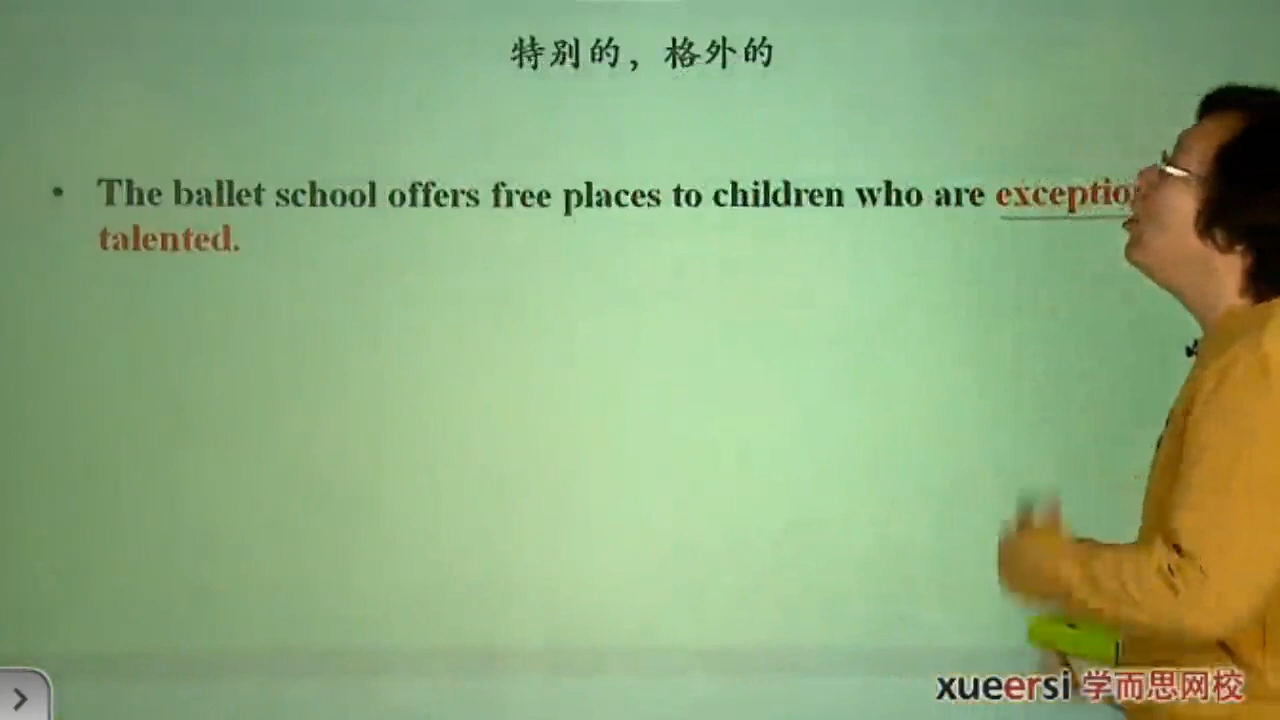 特别的，格外的
• The ballet school offers free places to children who are
talented.
xueersi 学而思网校